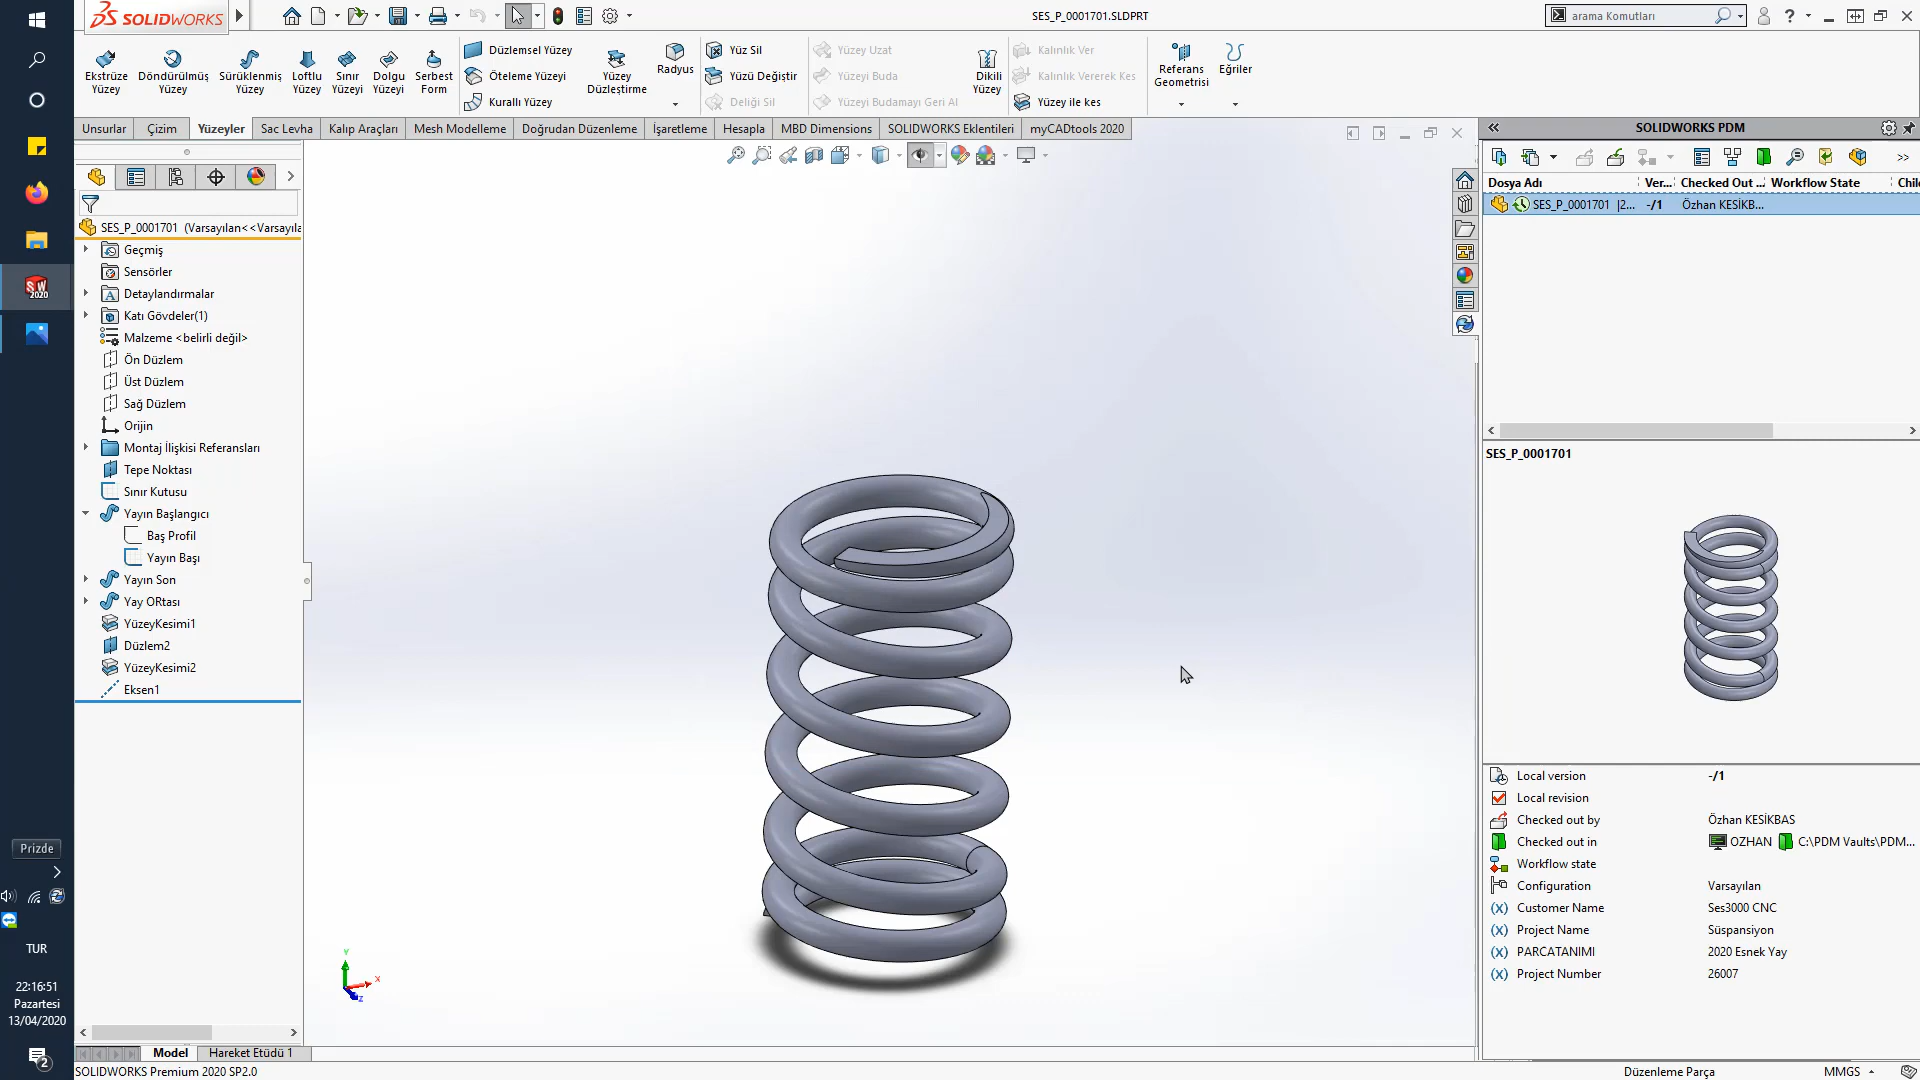 SOLIDWORKS
SES_P_0001701.SLDPRT
arama Komutları
Ekstrüze Yüzey
Döndürülmüş Yüzey
Sürüklenmiş Yüzey
Loftlu Yüzey
Sınır Yüzeyi
Dolgu Yüzeyi
Serbest Form
Düzlemsel Yüzey
Öteleme Yüzeyi
Kurallı Yüzey
Yüzey Düzleştirme
Radyus
Yüz Sil
Yüzü Değiştir
Deliği Sil
Yüzey Uzat
Yüzeyi Buda
Yüzeyi Budamayı Geri Al
Dikili Yüzey
Kalınlık Ver
Kalınlık Vererek Kes
Yüzey ile kes
Referans Geometrisi
Eğriler
Unsurlar
Çizim
Yüzeyler
Sac Levha
Kalıp Araçları
Mesh Modelleme
Doğrudan Düzenleme
İşaretleme
Hesapla
MBD Dimensions
SOLIDWORKS Eklentileri
myCADtools 2020
SES_P_0001701 (Varsayılan<<Varsayıla
Geçmiş
Sensörler
Detaylandırmalar
Katı Gövdeler(1)
Malzeme <belirli değil>
Ön Düzlem
Üst Düzlem
Sağ Düzlem
Orijin
Montaj İlişkisi Referansları
Tepe Noktası
Sınır Kutusu
Yayın Başlangıcı
Baş Profil
Yayın Başı
Yayın Son
Yay ORtası
YüzeyKesimi1
Düzlem2
YüzeyKesimi2
Eksen1
Y
X
Z
SOLIDWORKS PDM
Dosya Adı Ver... Checked Out ... Workflow State Chil
SES_P_0001701 |2... -/1 Özhan KESİKB...
SES_P_0001701
Local version -/1
Local revision
Checked out by Özhan KESİKBAS
Checked out in OZHAN C:\PDM Vaults\PDM...
Workflow state
Configuration Varsayılan
(x) Customer Name Ses3000 CNC
(x) Project Name Süspansiyon
(x) PARCATANIMI 2020 Esnek Yay
(x) Project Number 26007
SW
2020
Prizde
TUR
22:16:51
Pazartesi
13/04/2020
2
Model
Hareket Etüdü 1
SOLIDWORKS Premium 2020 SP2.0
Düzenleme Parça
MMGS